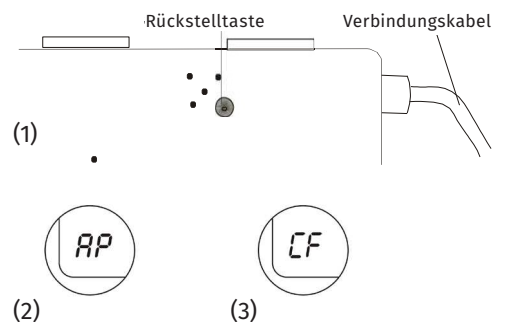 Rückstelltaste Verbindungskabel
(1)
AP CF
(2) (3)